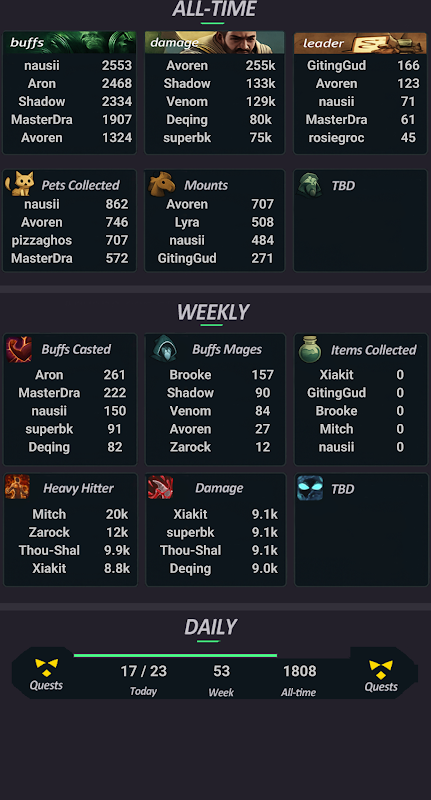 ALL-TIME
buffs damage leader
nausii 2553
Aron 2468
Shadow 2334
MasterDra 1907
Avoren 1324
Avoren 255k
Shadow 133k
Venom 129k
Deqing 80k
superbk 75k
GitingGud 166
Avoren 123
nausii 71
MasterDra 61
rosiegroc 45
Pets Collected
nausii 862
Avoren 746
pizzaghos 707
MasterDra 572
Mounts
Avoren 707
Lyra 508
nausii 484
GitingGud 271
TBD
WEEKLY
Buffs Casted
Aron 261
MasterDra 222
nausii 150
superbk 91
Deqing 82
Buffs Mages
Brooke 157
Shadow 90
Venom 84
Avoren 27
Zarock 12
Items Collected
Xiakit 0
GitingGud 0
Brooke 0
Mitch 0
nausii 0
Heavy Hitter
Mitch 20k
Zarock 12k
Thou-Shal 9.9k
Xiakit 8.8k
Damage
Xiakit 9.1k
superbk 9.1k
Thou-Shal 9.1k
Deqing 9.0k
TBD
DAILY
Quests
17 / 23 53 1808
Today Week All-time
Quests